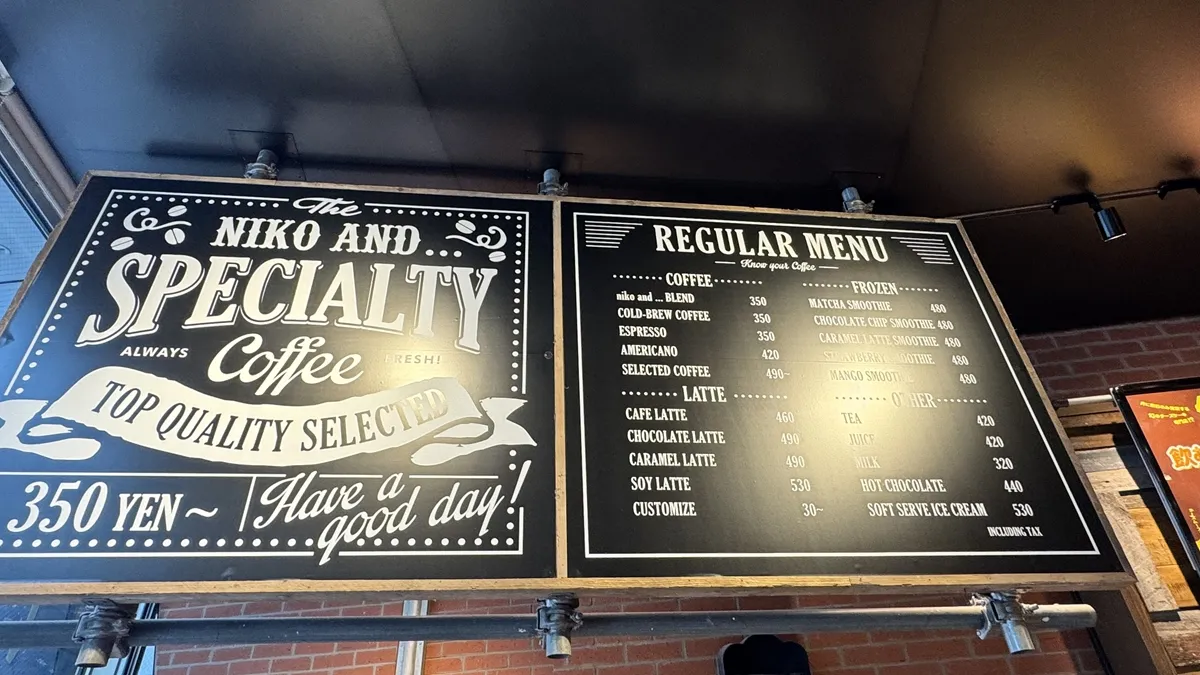 The
NIKO AND...
SPECIALTY
ALWAYS Coffee FRESH!
TOP QUALITY SELECTED
350 YEN~
Have a
good day!
REGULAR MENU
Know your Coffee
COFFEE
niko and ... BLEND 350
COLD-BREW COFFEE 350
ESPRESSO 350
AMERICANO 420
SELECTED COFFEE 490~
LATTE
CAFE LATTE 460
CHOCOLATE LATTE 490
CARAMEL LATTE 490
SOY LATTE 530
CUSTOMIZE 30~
FROZEN
MATCHA SMOOTHIE 480
CHOCOLATE CHIP SMOOTHIE 480
CARAMEL LATTE SMOOTHIE 480
STRAWBERRY SMOOTHIE 480
MANGO SMOOTHIE 480
OTHER
TEA 420
JUICE 420
MILK 320
HOT CHOCOLATE 440
SOFT SERVE ICE CREAM 530
INCLUDING TAX